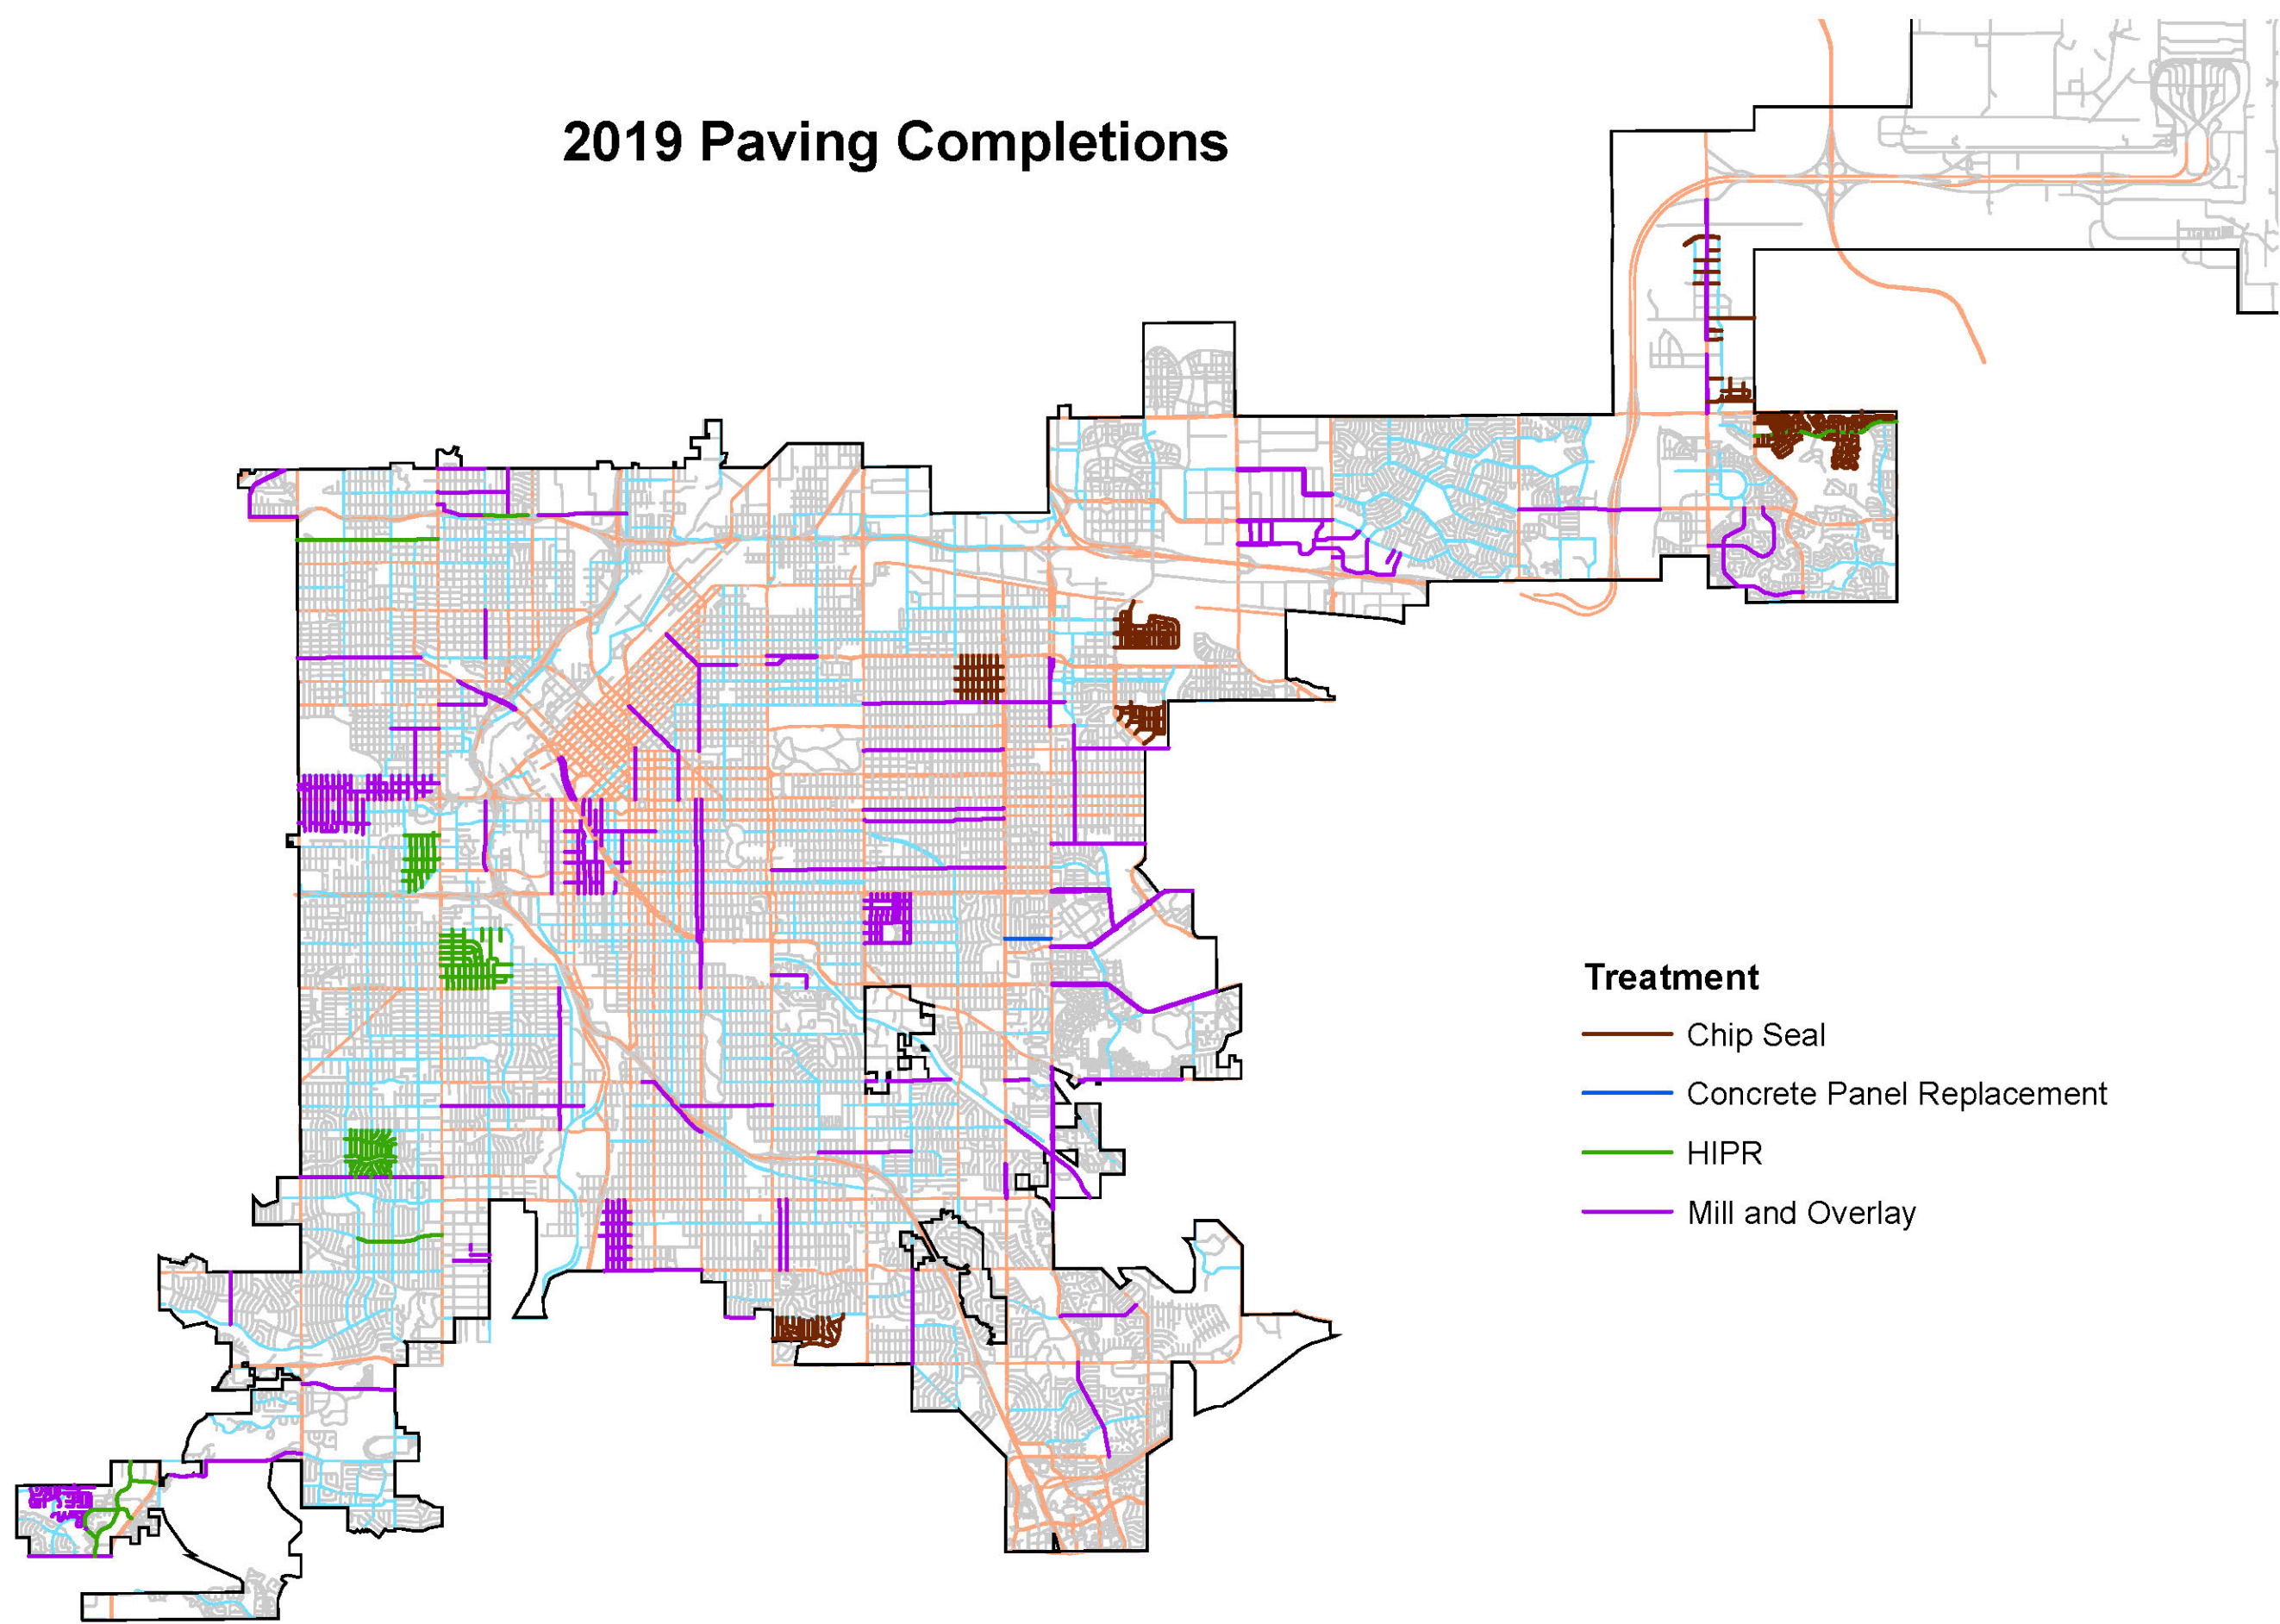 2019 Paving Completions
Treatment
Chip Seal
Concrete Panel Replacement
HIPR
Mill and Overlay